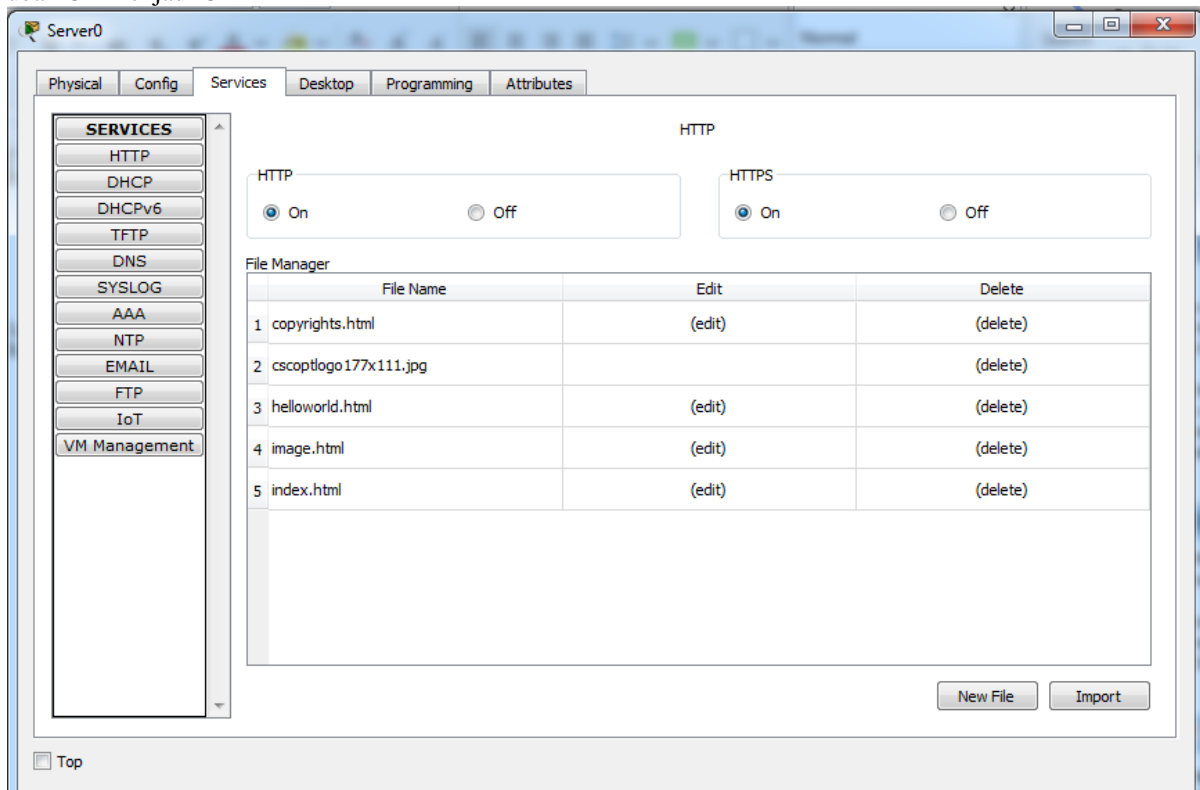 Server0
Physical Config Services Desktop Programming Attributes
SERVICES
HTTP
DHCP
DHCPv6
TFTP
DNS
SYSLOG
AAA
NTP
EMAIL
FTP
IoT
VM Management
HTTP
HTTP
On Off
HTTPS
On Off
File Manager
File Name Edit Delete
1 copyrights.html (edit) (delete)
2 cscoptlogo177x111.jpg (delete)
3 helloworld.html (edit) (delete)
4 image.html (edit) (delete)
5 index.html (edit) (delete)
New File Import
Top